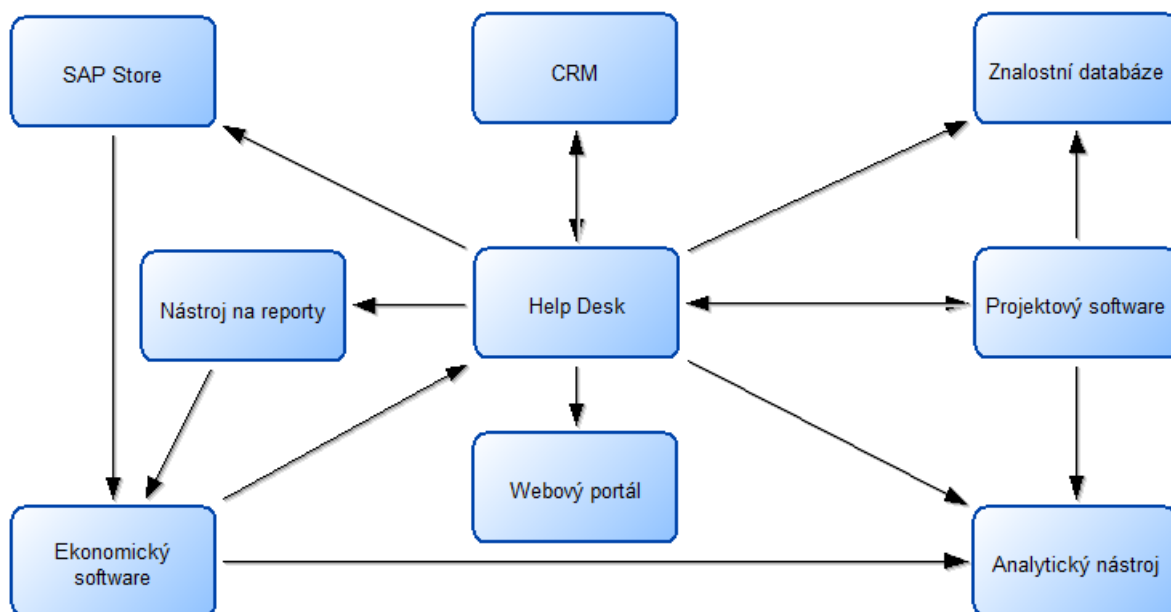 SAP Store
CRM
Znalostní databáze
Nástroj na reporty
Help Desk
Projektový software
Webový portál
Ekonomický
software
Analytický nástroj